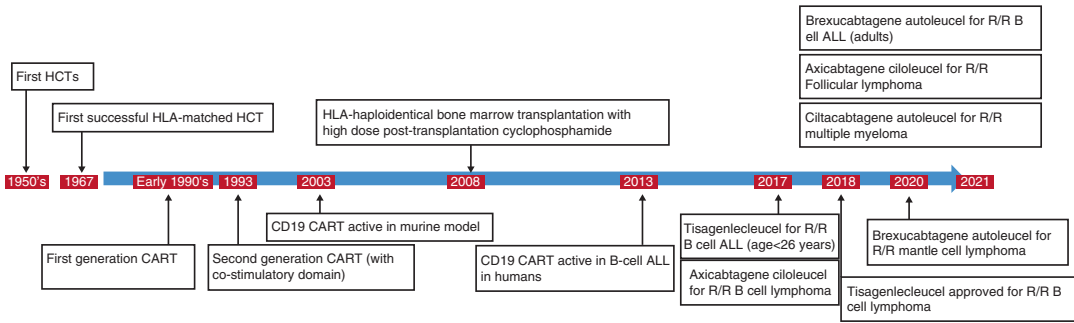 Brexucabtagene autoleucel for R/R B
ell ALL (adults)
Axicabtagene ciloleucel for R/R
Follicular lymphoma
Ciltacabtagene autoleucel for R/R
multiple myeloma
First HCTs
First successful HLA-matched HCT
HLA-haploidentical bone marrow transplantation with
high dose post-transplantation cyclophosphamide
1950's
1967
Early 1990's
1993
2003
2008
2013
2017
2018
2020
2021
First generation CART
Second generation CART (with
co-stimulatory domain)
CD19 CART active in murine model
CD19 CART active in B-cell ALL
in humans
Tisagenlecleucel for R/R
B cell ALL (age<26 years)
Axicabtagene ciloleucel
for R/R B cell lymphoma
Tisagenlecleucel approved for R/R B
cell lymphoma
Brexucabtagene autoleucel for
R/R mantle cell lymphoma